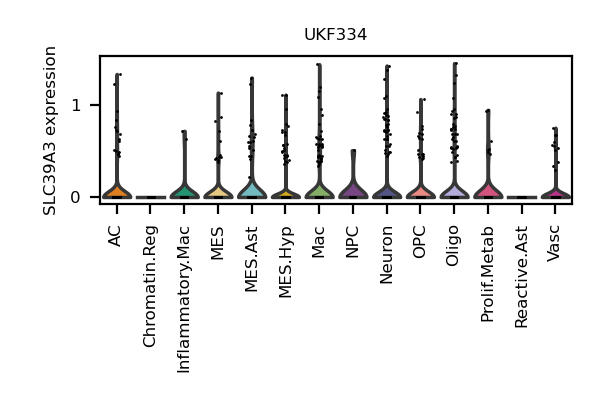 UKF334
SLC39A3 expression
1
0
AC
Chromatin.Reg
Inflammatory.Mac
MES
MES.Ast
MES.Hyp
Mac
NPC
Neuron
OPC
Oligo
Prolif.Metab
Reactive.Ast
Vasc